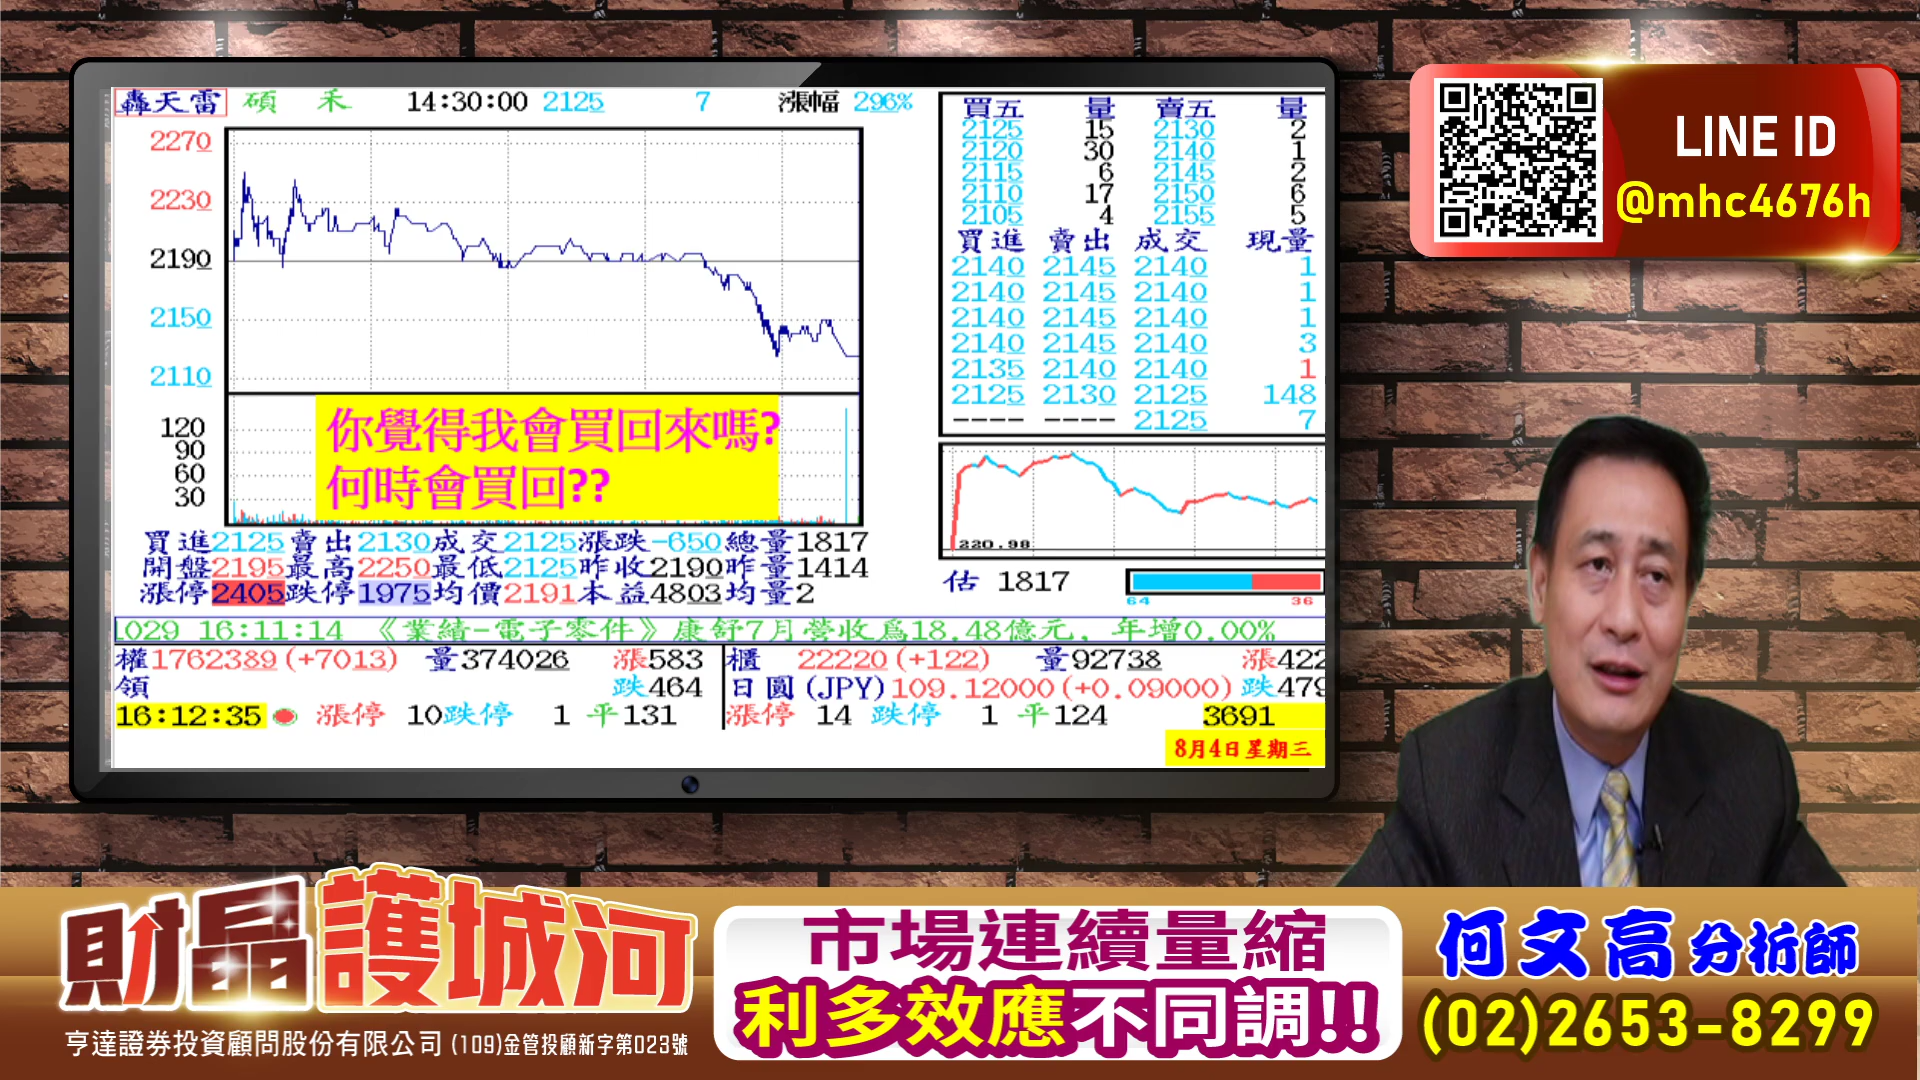 轟天雷 碩 禾 14:30:00 2125 7 漲幅 296%
2270
2230
2190
2150
2110
120
90
60
30
你覺得我會買回來嗎?
何時會買回??
買五 量 賣五 量
2125 15 2130 2
2120 30 2140 1
2115 6 2145 2
2110 17 2150 6
2105 4 2155 5
買進 賣出 成交 現量
2140 2145 2140 1
2140 2145 2140 1
2140 2145 2140 1
2140 2145 2140 3
2135 2140 2140 1
2125 2130 2125 148
---- ---- 2125 7
220.98
估 1817
64 36
買進2125賣出2130成交2125漲跌-650總量1817
開盤2195最高2250最低2125昨收2190昨量1414
漲停2405跌停1975均價2191本益4803均量2
1029 16:11:14 《業績-電子零件》康舒7月營收為18.48億元, 年增0.00%
權1762389(+7013) 量374026 漲583
領 跌464
16:12:35 漲停 10跌停 1 平131
櫃 22220(+122) 量92738 漲422
日圓(JPY)109.12000(+0.09000) 跌479
漲停 14 跌停 1 平124 3691
8月4日星期三
LINE ID
@mhc4676h
財晶護城河
亨達證券投資顧問股份有限公司 (109)金管投顧新字第023號
市場連續量縮
利多效應不同調!!
何文高分析師
(02)2653-8299